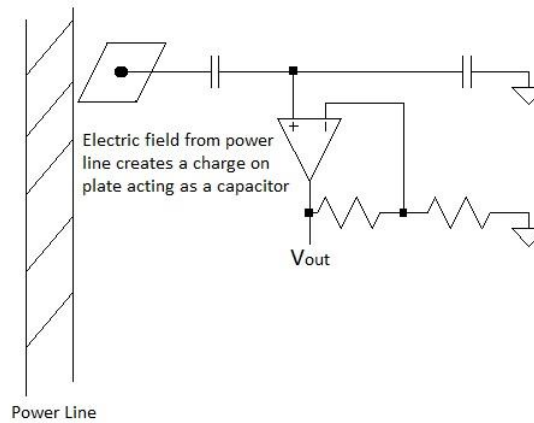 Electric field from power
line creates a charge on
plate acting as a capacitor
+ −
Vout
Power Line